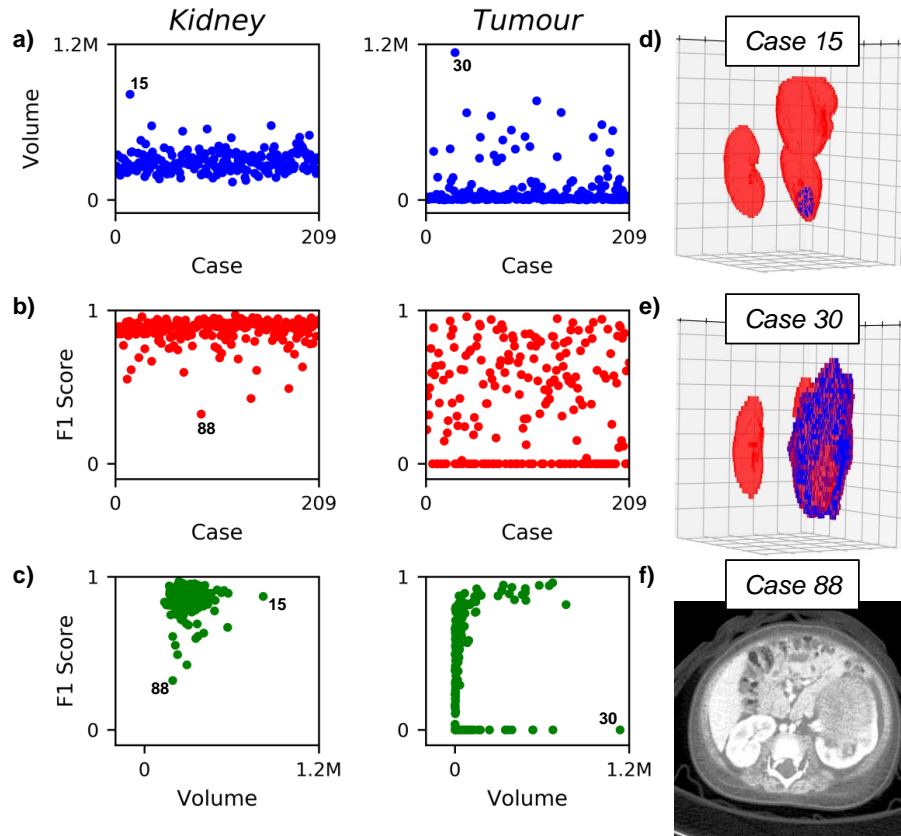 Kidney
Tumour
a)
1.2M
Volume
0
15
0
209
Case
1.2M
30
0
0
209
Case
d)
Case 15
b)
1
F1 Score
0
88
0
209
Case
1
0
0
209
Case
e)
Case 30
c)
1
F1 Score
0
15
88
0
1.2M
Volume
1
0
30
0
1.2M
Volume
f)
Case 88